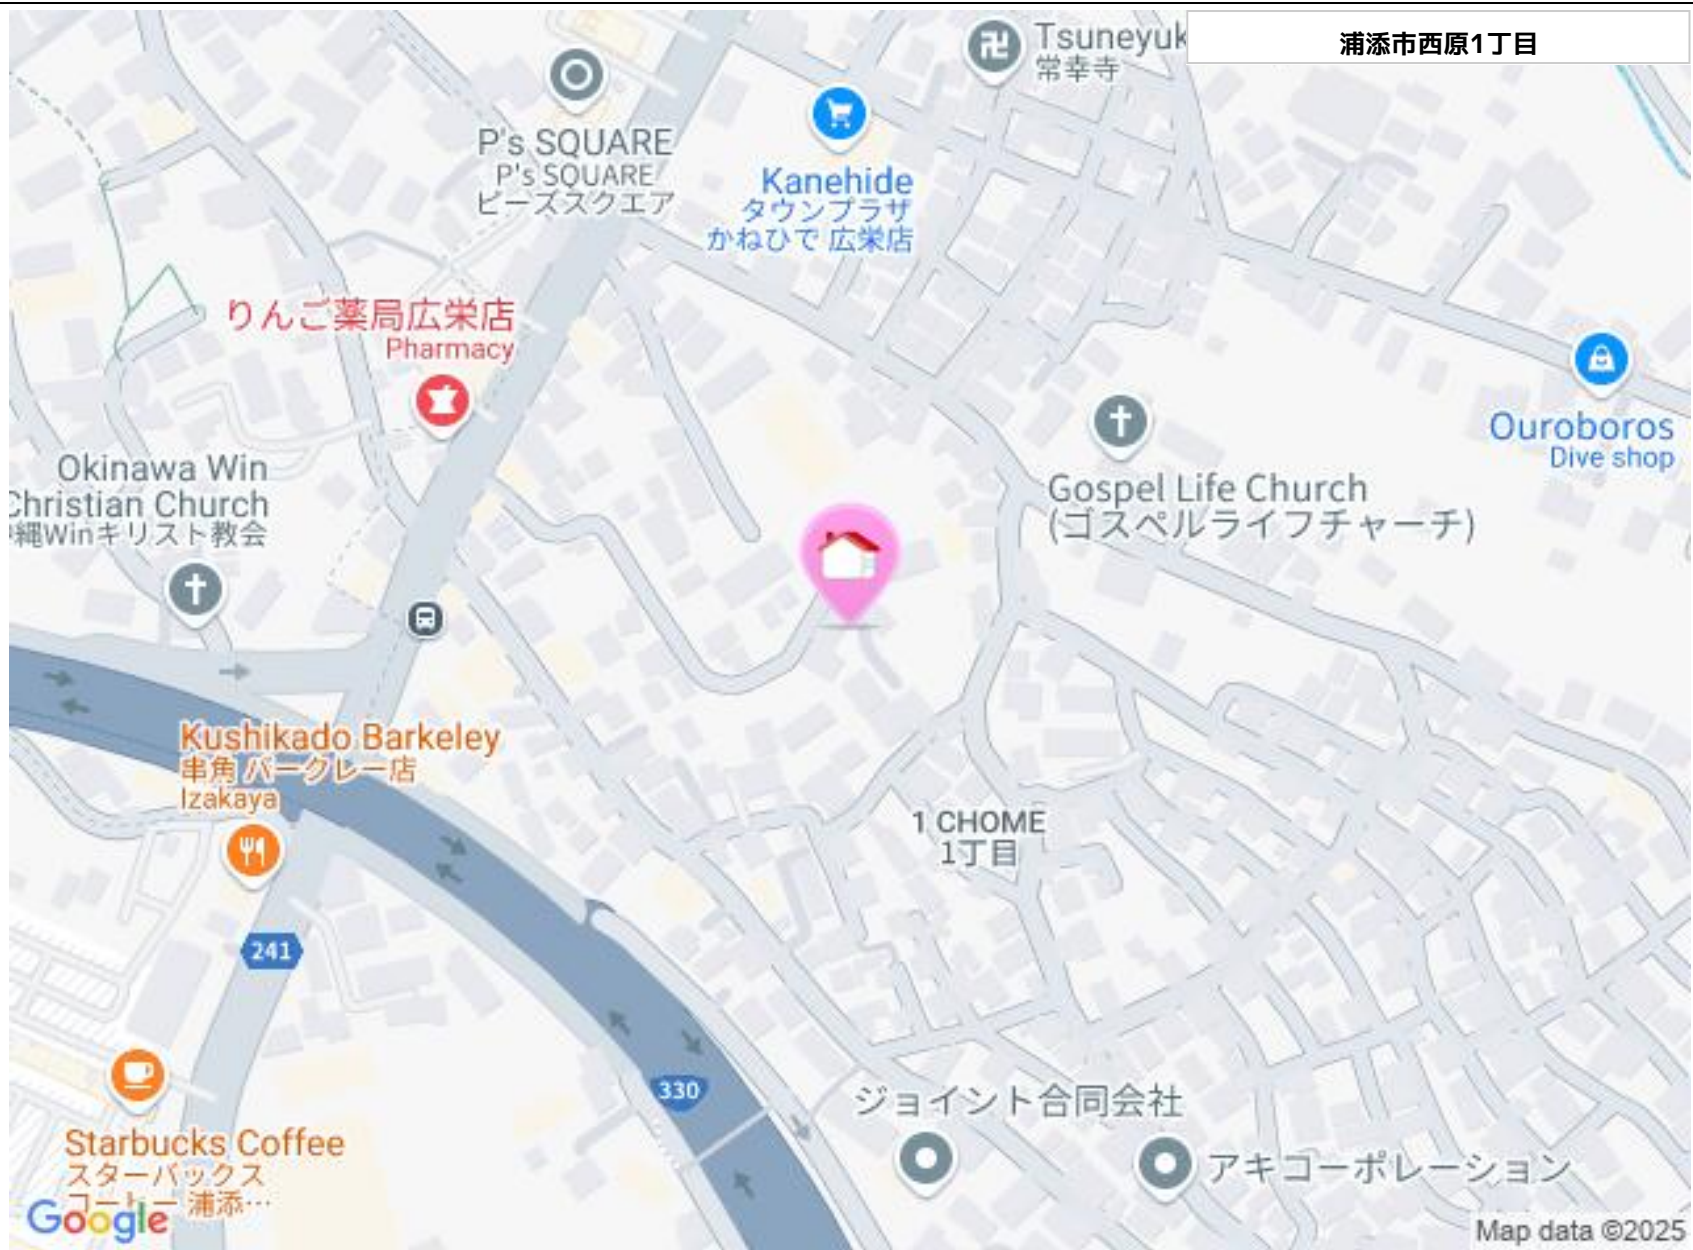 浦添市西原1丁目
Tsuneyuk
常幸寺
P's SQUARE
P's SQUARE
ピーズスクエア
Kanehide
タウンプラザ
かねひで 広栄店
りんご薬局広栄店
Pharmacy
Ouroboros
Dive shop
Okinawa Win
Christian Church
縄Winキリスト教会
Gospel Life Church
(ゴスペルライフチャーチ)
Kushikado Barkeley
串角 バークレー店
Izakaya
1 CHOME
1丁目
241
330
ジョイント合同会社
アキコーポレーション
Starbucks Coffee
スターバックス
コーヒー 浦添…
Google
Map data ©2025